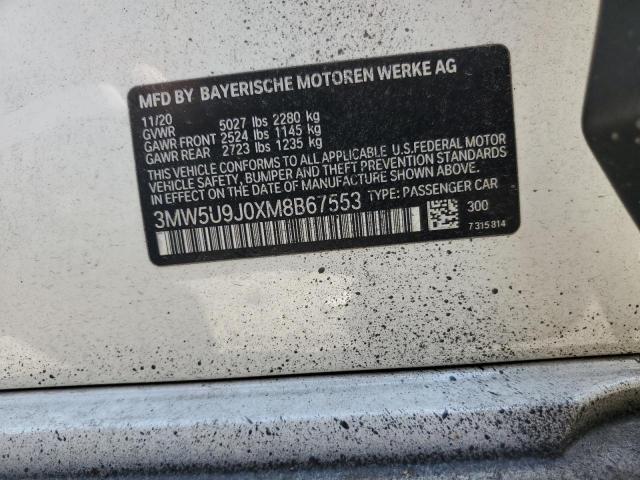 MFD BY BAYERISCHE MOTOREN WERKE AG
11/20
GVWR 5027 lbs 2280 kg
GAWR FRONT 2524 lbs 1145 kg
GAWR REAR 2723 lbs 1235 kg
THIS VEHICLE CONFORMS TO ALL APPLICABLE U.S.FEDERAL MOTOR
VEHICLE SAFETY, BUMPER AND THEFT PREVENTION STANDARDS
IN EFFECT ON THE DATE OF MANUFACTURE SHOWN ABOVE.
3MW5U9J0XM8B67553 TYPE: PASSENGER CAR
300
7315814